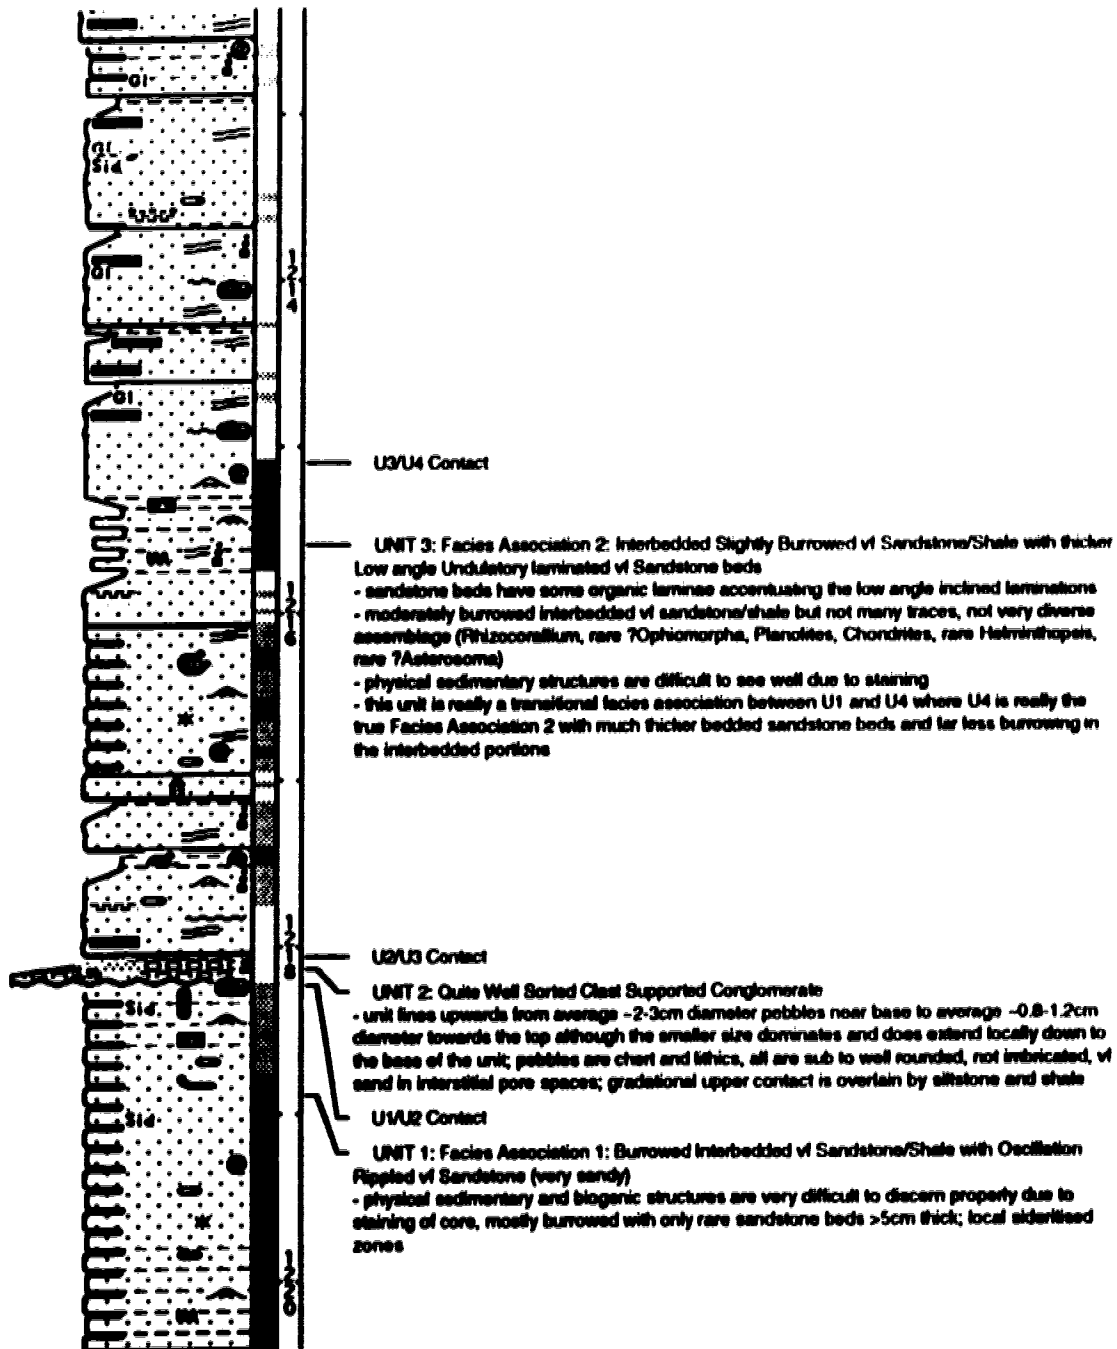 Gl
Gl
Sid
Gl
1214
Gl
U3/U4 Contact
UNIT 3: Facies Association 2: Interbedded Slightly Burrowed vf Sandstone/Shale with thicker
Low angle Undulatory laminated vf Sandstone beds
- sandstone beds have some organic laminae accentuating the low angle inclined laminations
- moderately burrowed interbedded vf sandstone/shale but not many traces, not very diverse
assemblage (Rhizocorallium, rare ?Ophiomorpha, Planolites, Chondrites, rare Helminthopsis,
rare ?Asterosoma)
- physical sedimentary structures are difficult to see well due to staining
- this unit is really a transitional facies association between U1 and U4 where U4 is really the
true Facies Association 2 with much thicker bedded sandstone beds and far less burrowing in
the interbedded portions
1216
1218
U2/U3 Contact
UNIT 2: Quite Well Sorted Clast Supported Conglomerate
- unit fines upwards from average ~2-3cm diameter pebbles near base to average ~0.8-1.2cm
diameter towards the top although the smaller size dominates and does extend locally down to
the base of the unit; pebbles are chert and lithics, all are sub to well rounded, not imbricated, vf
sand in interstitial pore spaces; gradational upper contact is overlain by siltstone and shale
Sid
U1/U2 Contact
Sid
UNIT 1: Facies Association 1: Burrowed Interbedded vf Sandstone/Shale with Oscillation
Rippled vf Sandstone (very sandy)
- physical sedimentary and biogenic structures are very difficult to discern properly due to
staining of core, mostly burrowed with only rare sandstone beds >5cm thick; local sideritised
zones
1220